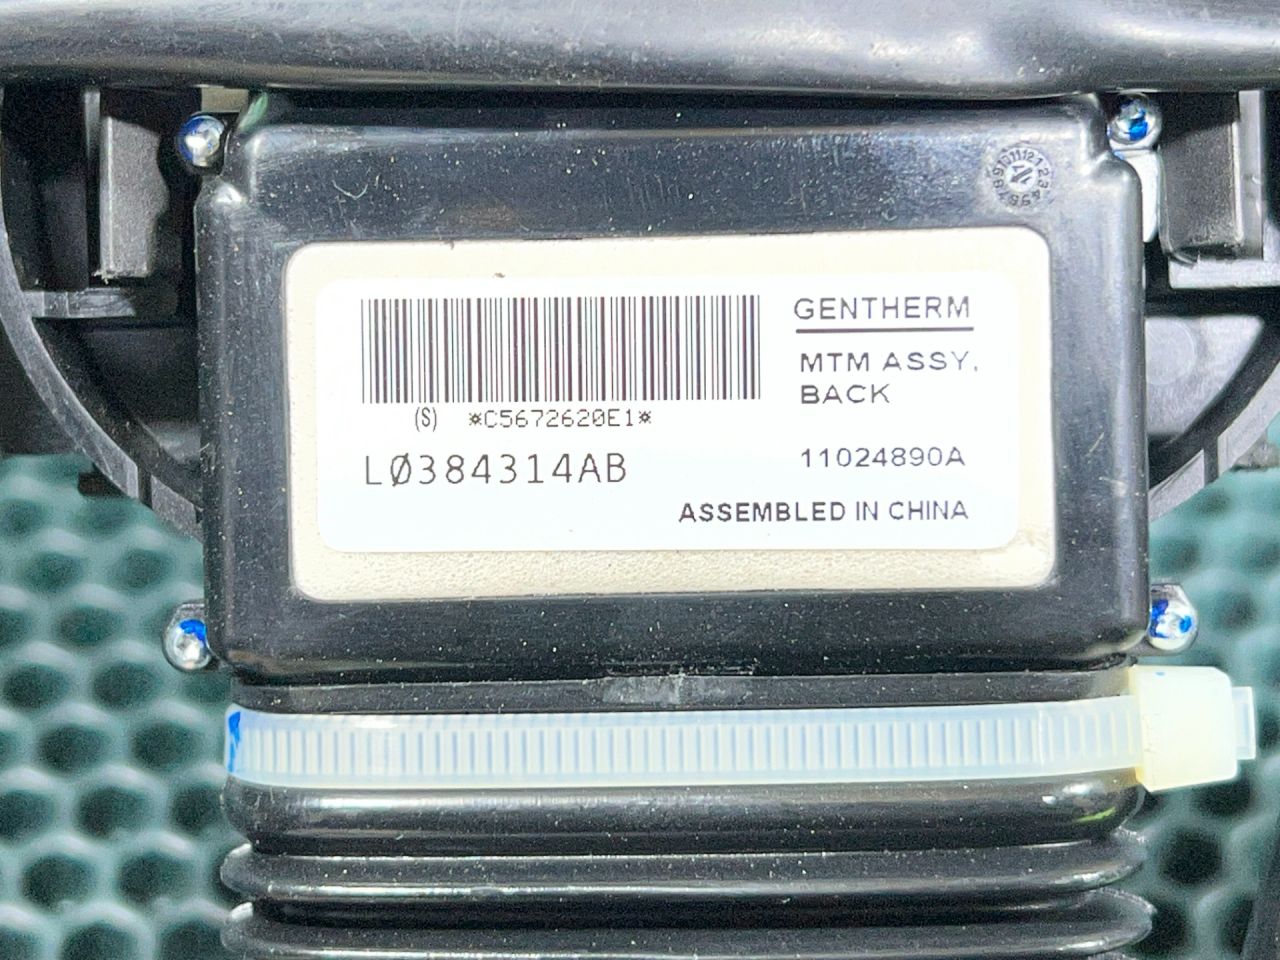 GENTHERM
MTM ASSY,
BACK
(S) *C5672620E1*
LØ384314AB
11024890A
ASSEMBLED IN CHINA